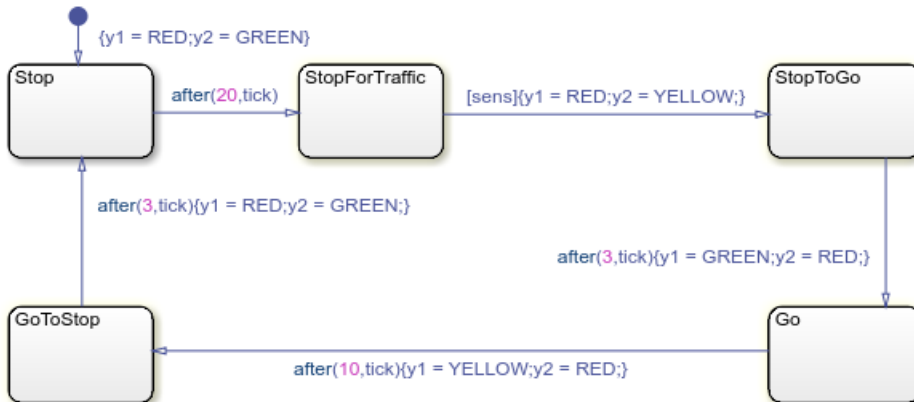 {y1 = RED;y2 = GREEN}
Stop
after(20,tick)
StopForTraffic
[sens]{y1 = RED;y2 = YELLOW;}
StopToGo
after(3,tick){y1 = RED;y2 = GREEN;}
after(3,tick){y1 = GREEN;y2 = RED;}
GoToStop
after(10,tick){y1 = YELLOW;y2 = RED;}
Go